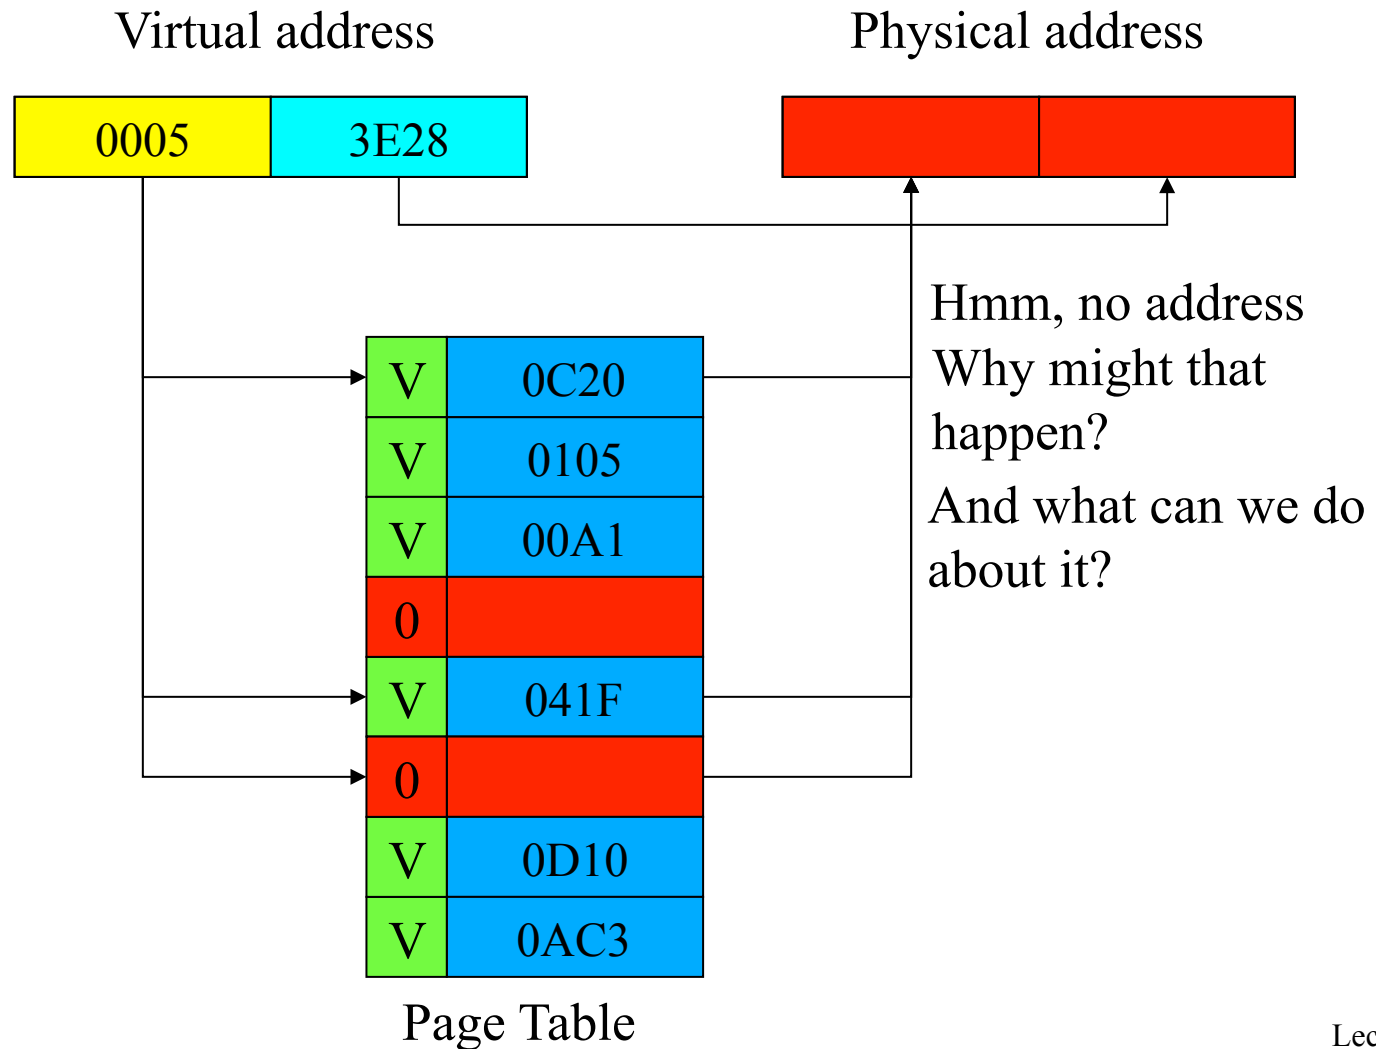 Virtual address
Physical address
0005 3E28
Hmm, no address
Why might that
happen?
And what can we do
about it?
V 0C20
V 0105
V 00A1
0
V 041F
0
V 0D10
V 0AC3
Page Table
Lec